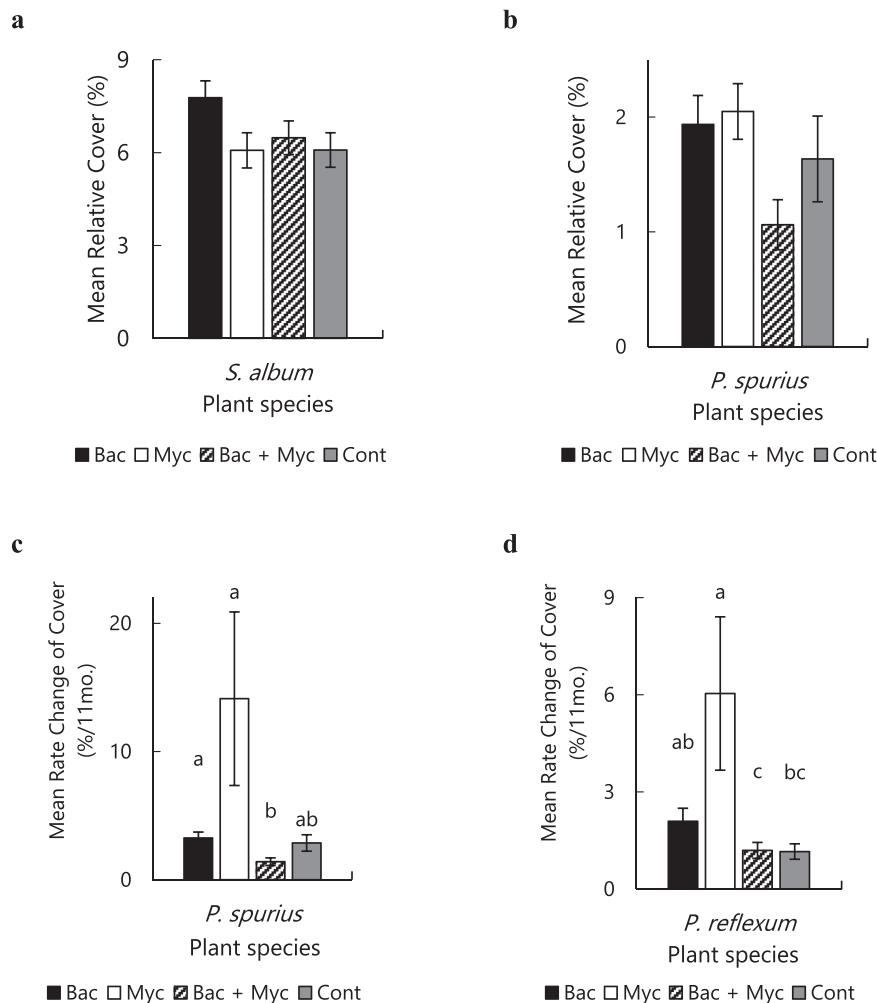 a
Mean Relative Cover (%)
9
6
3
0
S. album
Plant species
Bac Myc Bac + Myc Cont
b
Mean Relative Cover (%)
2
1
0
P. spurius
Plant species
Bac Myc Bac + Myc Cont
c
Mean Rate Change of Cover
(%/11mo.)
20
10
0
a
a
b
ab
P. spurius
Plant species
Bac Myc Bac + Myc Cont
d
Mean Rate Change of Cover
(%/11mo.)
9
6
3
0
ab
a
c
bc
P. reflexum
Plant species
Bac Myc Bac + Myc Cont